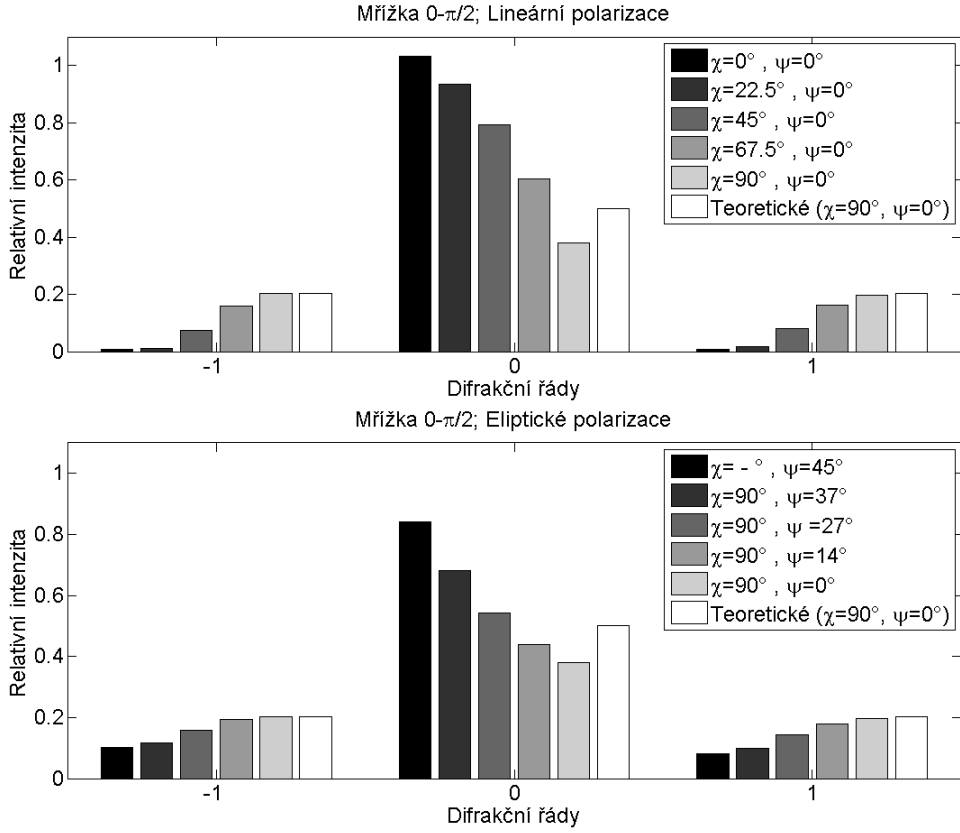 Mřížka 0-π/2; Lineární polarizace
1
0.8
0.6
0.4
0.2
0
Relativní intenzita
χ=0° , ψ=0°
χ=22.5° , ψ=0°
χ=45° , ψ=0°
χ=67.5° , ψ=0°
χ=90° , ψ=0°
Teoretické (χ=90°, ψ=0°)
-1 0 1
Difrakční řády
Mřížka 0-π/2; Eliptické polarizace
1
0.8
0.6
0.4
0.2
0
Relativní intenzita
χ= - ° , ψ=45°
χ=90° , ψ=37°
χ=90° , ψ =27°
χ=90° , ψ=14°
χ=90° , ψ=0°
Teoretické (χ=90°, ψ=0°)
-1 0 1
Difrakční řády